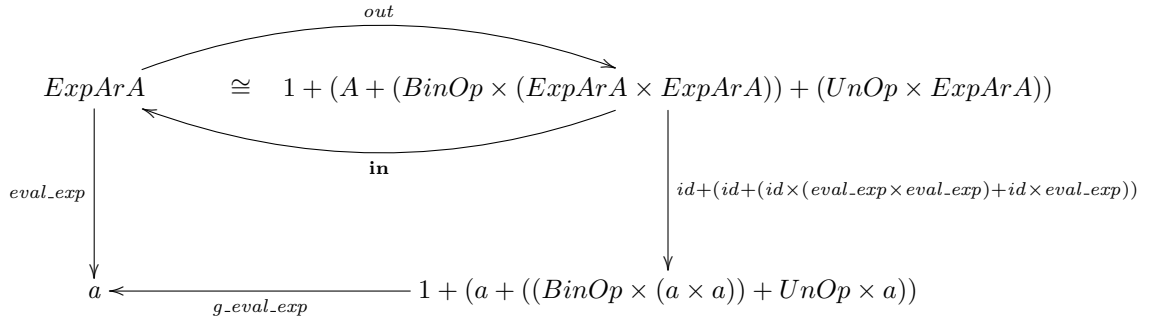 out
ExpArA ≅ 1 + (A + (BinOp × (ExpArA × ExpArA)) + (UnOp × ExpArA))
in
eval_exp
id+(id+(id×(eval_exp×eval_exp)+id×eval_exp))
a
1 + (a + ((BinOp × (a × a)) + UnOp × a))
g_eval_exp